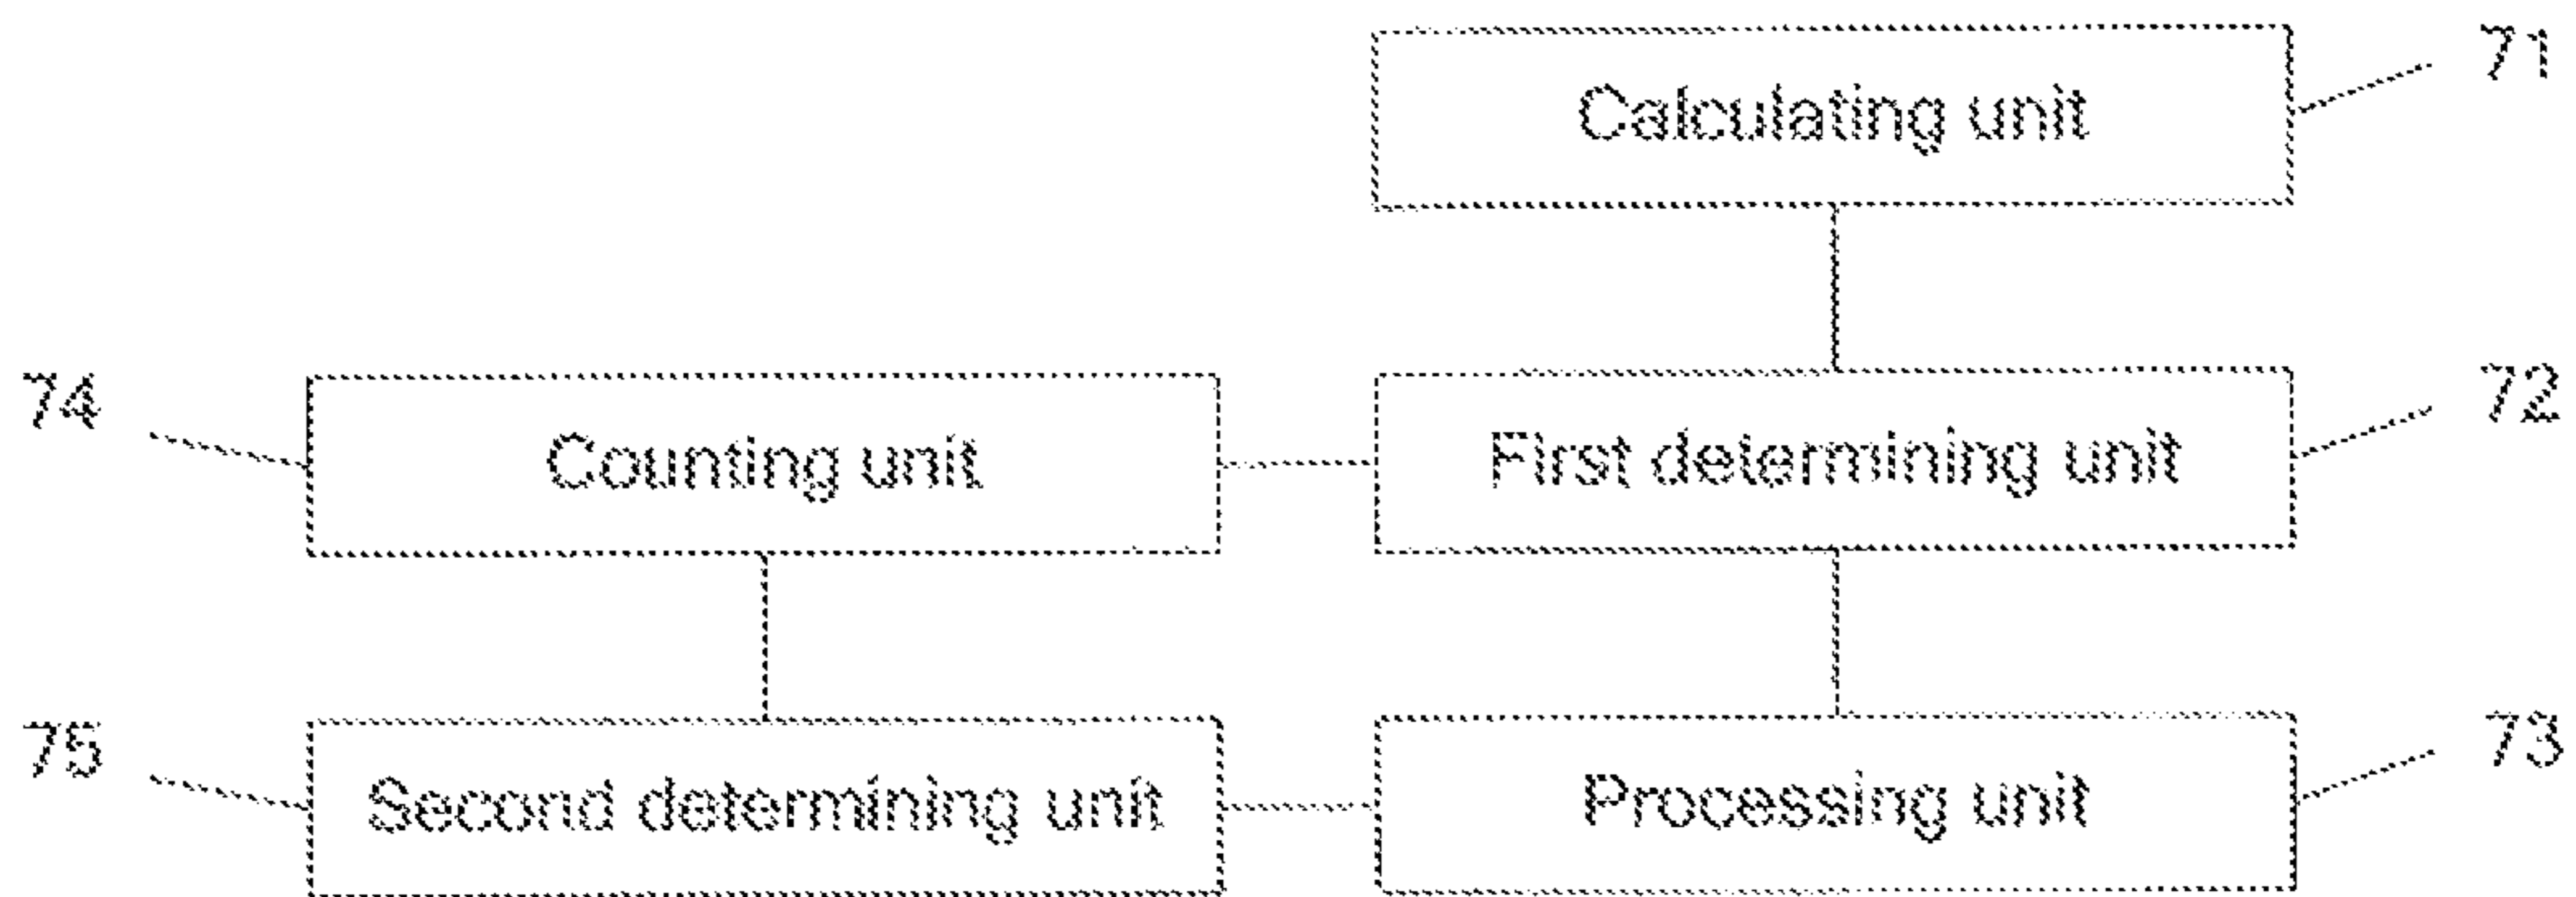 Calculating unit 71
74 Counting unit First determining unit 72
75 Second determining unit Processing unit 73